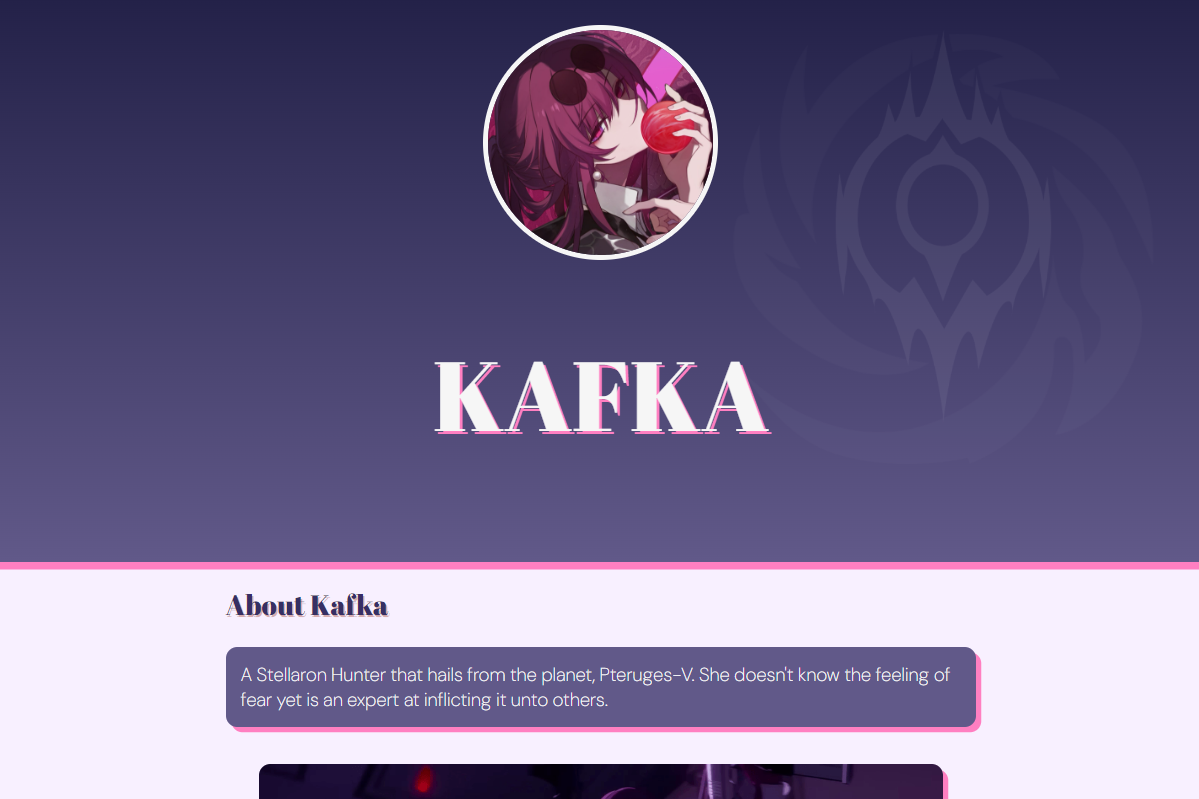 KAFKA
About Kafka
A Stellaron Hunter that hails from the planet, Pteruges-V. She doesn't know the feeling of
fear yet is an expert at inflicting it unto others.